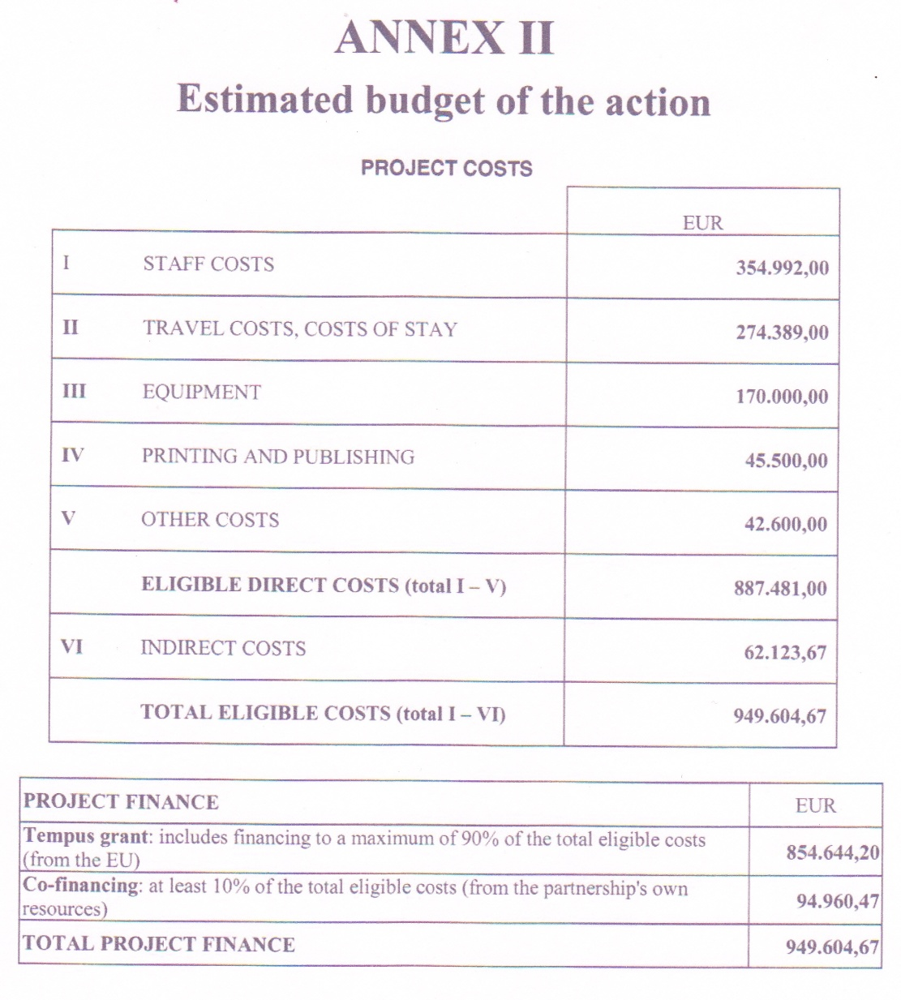 ANNEX II
Estimated budget of the action
PROJECT COSTS
EUR
I STAFF COSTS 354.992,00
II TRAVEL COSTS, COSTS OF STAY 274.389,00
III EQUIPMENT 170.000,00
IV PRINTING AND PUBLISHING 45.500,00
V OTHER COSTS 42.600,00
ELIGIBLE DIRECT COSTS (total I – V) 887.481,00
VI INDIRECT COSTS 62.123,67
TOTAL ELIGIBLE COSTS (total I – VI) 949.604,67
PROJECT FINANCE EUR
Tempus grant: includes financing to a maximum of 90% of the total eligible costs
(from the EU) 854.644,20
Co-financing: at least 10% of the total eligible costs (from the partnership's own
resources) 94.960,47
TOTAL PROJECT FINANCE 949.604,67